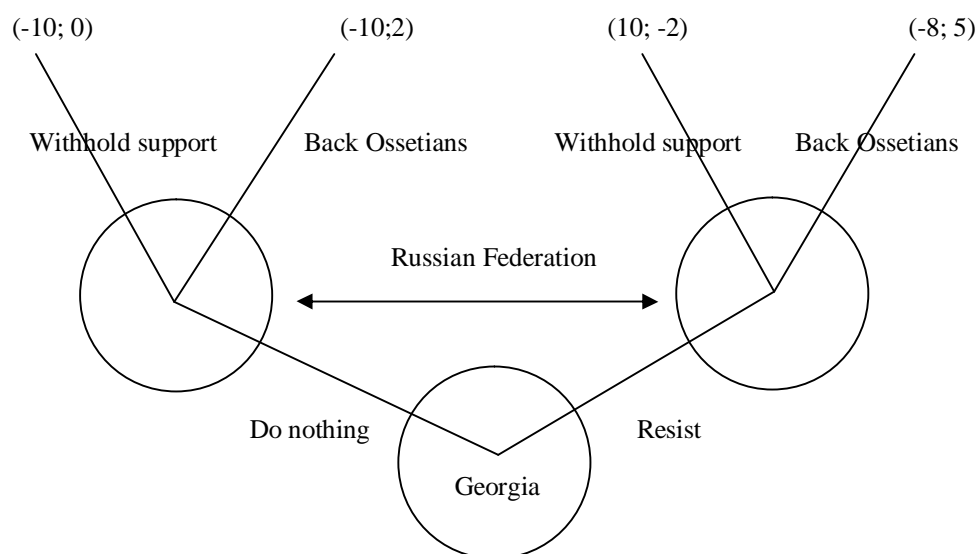 (-10; 0) (-10;2) (10; -2) (-8; 5)
Withhold support Back Ossetians Withhold support Back Ossetians
Russian Federation
Do nothing Resist
Georgia